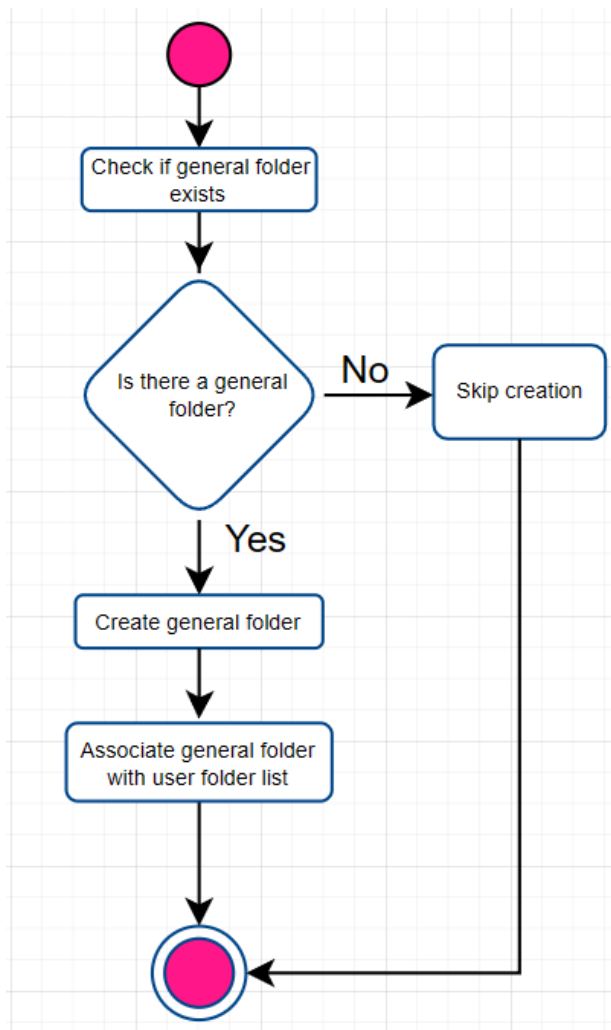 Check if general folder
exists
Is there a general
folder?
No
Skip creation
Yes
Create general folder
Associate general folder
with user folder list